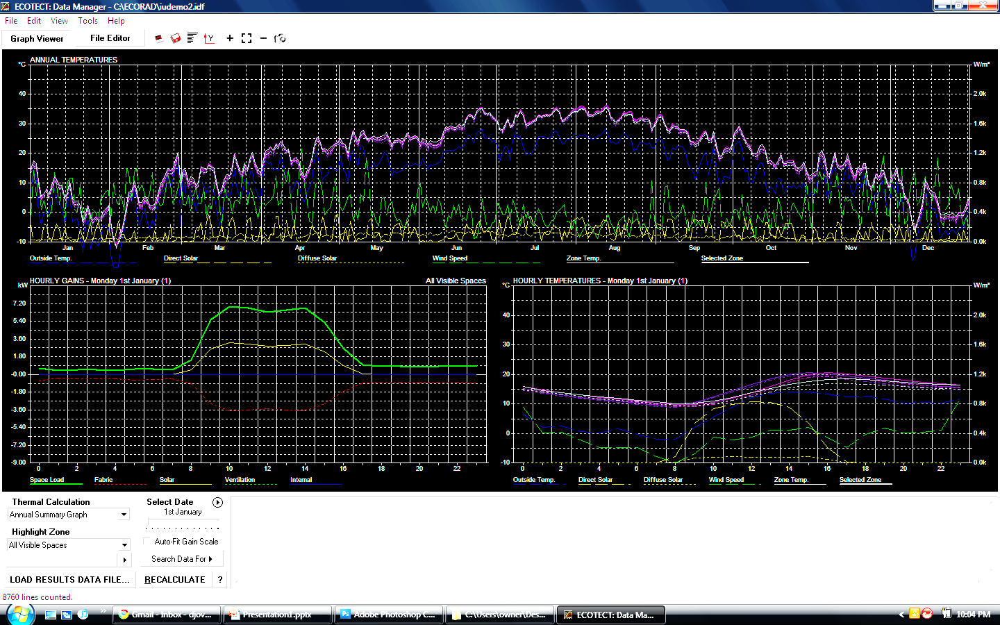 ECOTECT: Data Manager - C:\ECORAD\iudemo2.idf
File Edit View Tools Help
Graph Viewer File Editor
ANNUAL TEMPERATURES
°C W/m²
40 2.0k
30 1.6k
20 1.2k
10 0.8k
0 0.4k
-10 0.0k
Jan Feb Mar Apr May Jun Jul Aug Sep Oct Nov Dec
Outside Temp. Direct Solar Diffuse Solar Wind Speed Zone Temp. Selected Zone
HOURLY GAINS - Monday 1st January (1) All Visible Spaces
kW
7.20
5.40
3.60
1.80
-0.00
-1.80
-3.60
-5.40
-7.20
-9.00
0 2 4 6 8 10 12 14 16 18 20 22
Space Load Fabric Solar Ventilation Internal
HOURLY TEMPERATURES - Monday 1st January (1)
°C W/m²
40 2.0k
30 1.6k
20 1.2k
10 0.8k
0 0.4k
-10 0.0k
0 2 4 6 8 10 12 14 16 18 20 22
Outside Temp. Direct Solar Diffuse Solar Wind Speed Zone Temp. Selected Zone
Thermal Calculation
Annual Summary Graph
Highlight Zone
All Visible Spaces
LOAD RESULTS DATA FILE...
Select Date
1st January
Auto-Fit Gain Scale
Search Data For
RECALCULATE ?
8760 lines counted.
Gmail - Inbox - djov... Presentation1.pptx Adobe Photoshop C... C:\Users\owner\Des... ECOTECT: Data Ma... 10:04 PM